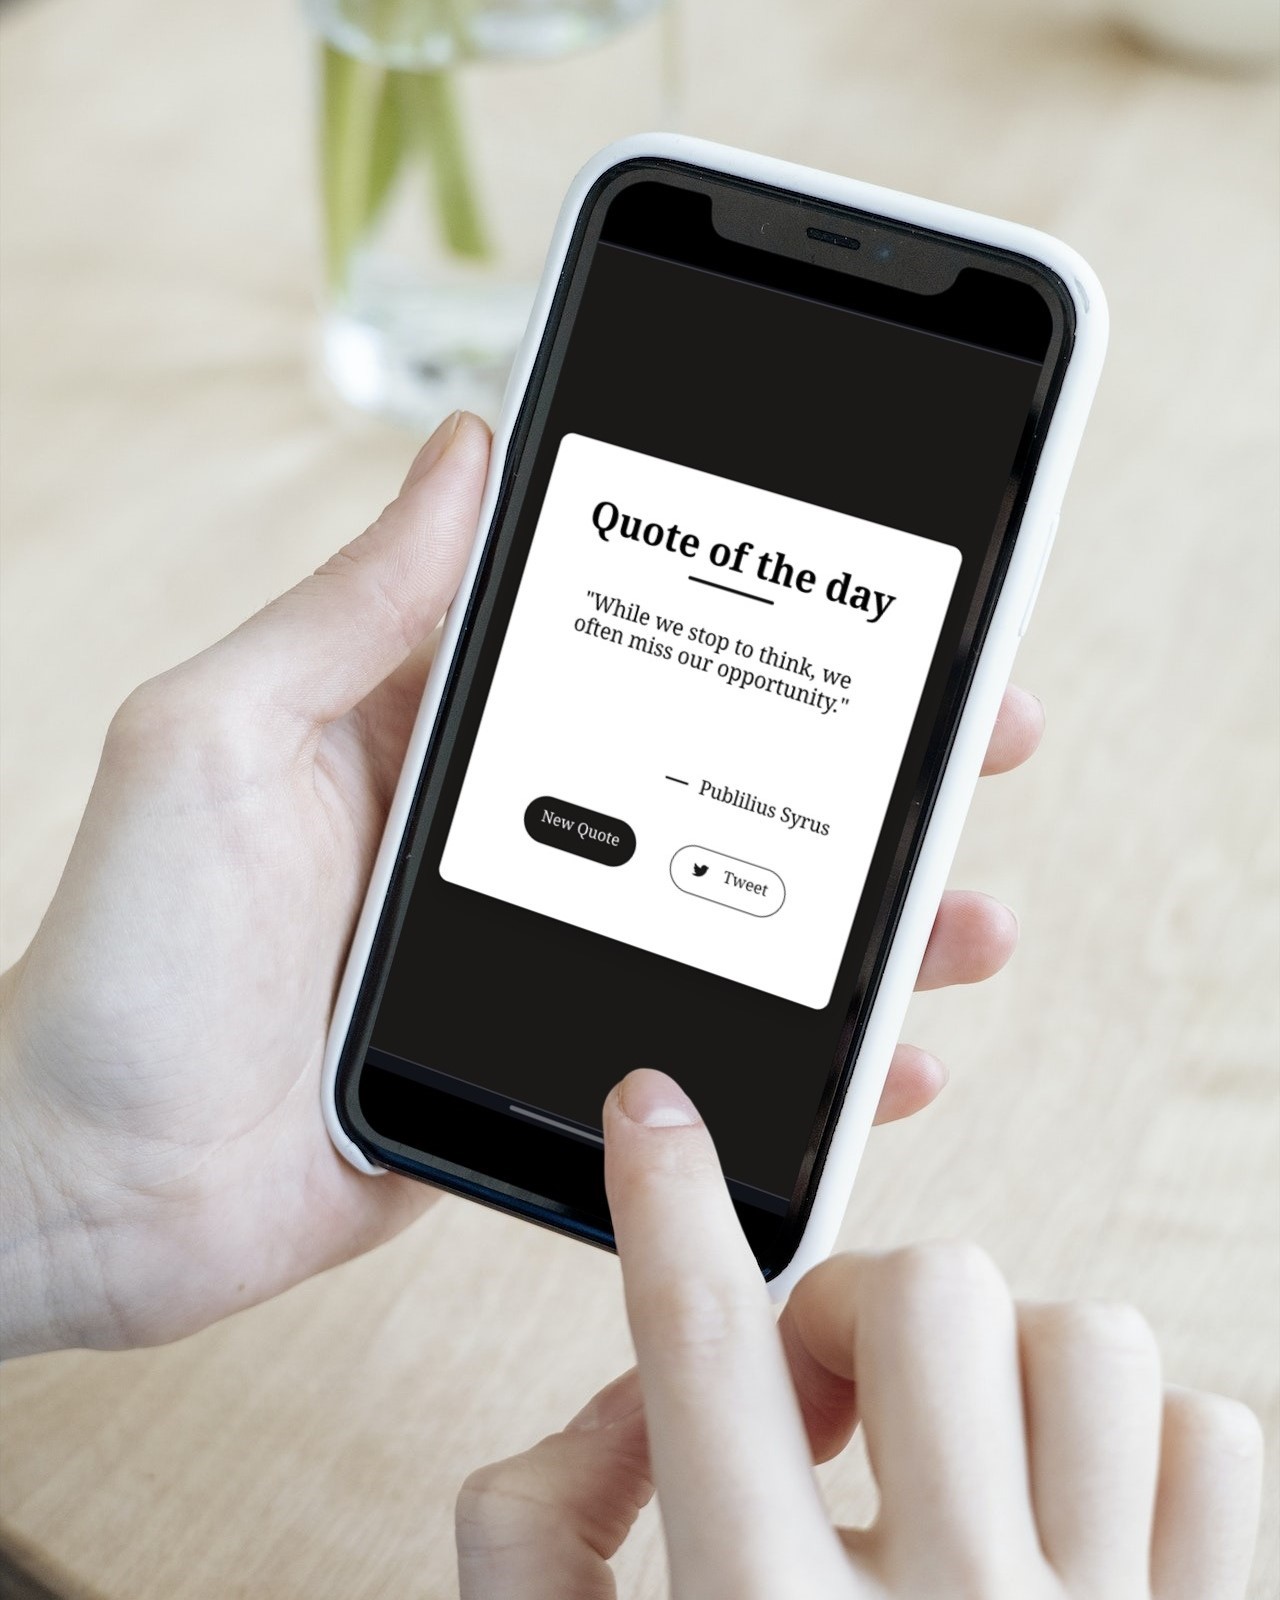 Quote of the day
"While we stop to think, we
often miss our opportunity."
— Publilius Syrus
New Quote
Tweet